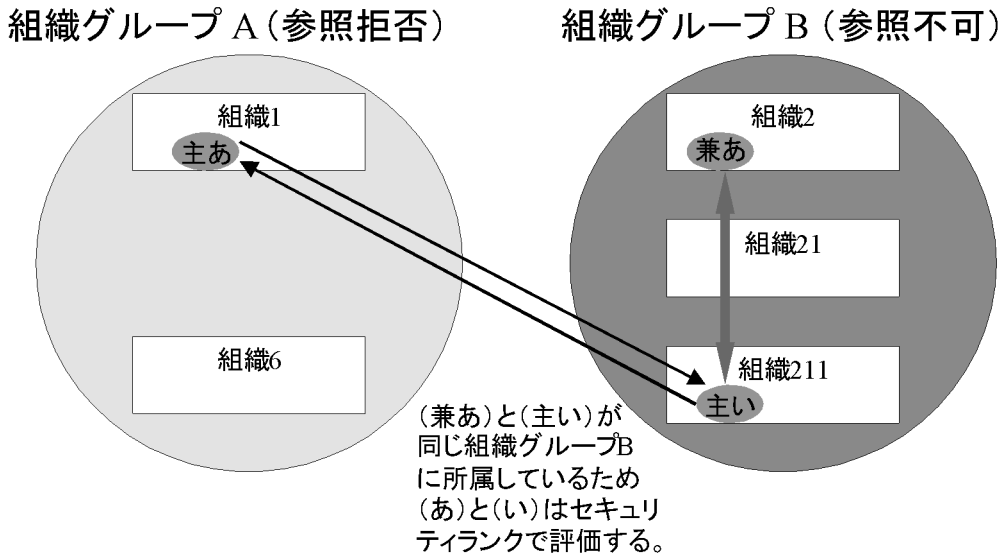 組織グループ A（参照拒否）
組織グループ B（参照不可）
組織1
主あ
組織6
組織2
兼あ
組織21
組織211
主い
（兼あ）と（主い）が
同じ組織グループB
に所属しているため
（あ）と（い）はセキュリ
ティランクで評価する。